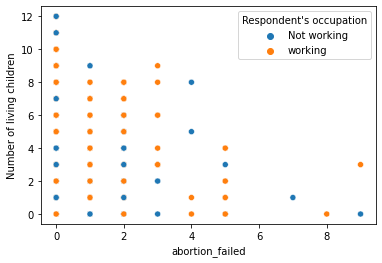 Respondent's occupation
Not working
working
Number of living children
12
10
8
6
4
2
0
0 2 4 6 8
abortion_failed